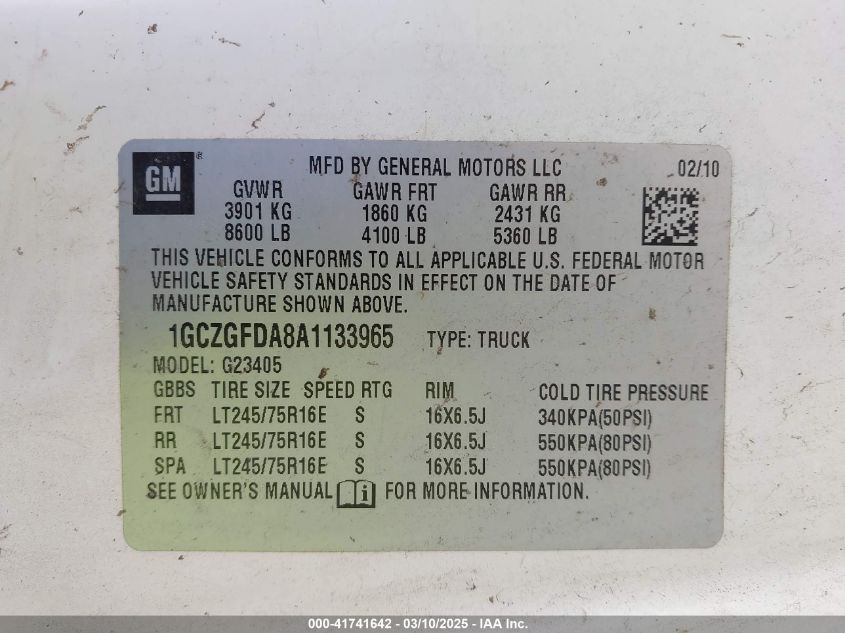 GM®
MFD BY GENERAL MOTORS LLC 02/10
GVWR GAWR FRT GAWR RR
3901 KG 1860 KG 2431 KG
8600 LB 4100 LB 5360 LB
THIS VEHICLE CONFORMS TO ALL APPLICABLE U.S. FEDERAL MOTOR
VEHICLE SAFETY STANDARDS IN EFFECT ON THE DATE OF
MANUFACTURE SHOWN ABOVE.
1GCZGFDA8A1133965 TYPE: TRUCK
MODEL: G23405
GBBS TIRE SIZE SPEED RTG RIM COLD TIRE PRESSURE
FRT LT245/75R16E S 16X6.5J 340KPA(50PSI)
RR LT245/75R16E S 16X6.5J 550KPA(80PSI)
SPA LT245/75R16E S 16X6.5J 550KPA(80PSI)
SEE OWNER'S MANUAL i FOR MORE INFORMATION.
000-41741642 - 03/10/2025 - IAA Inc.